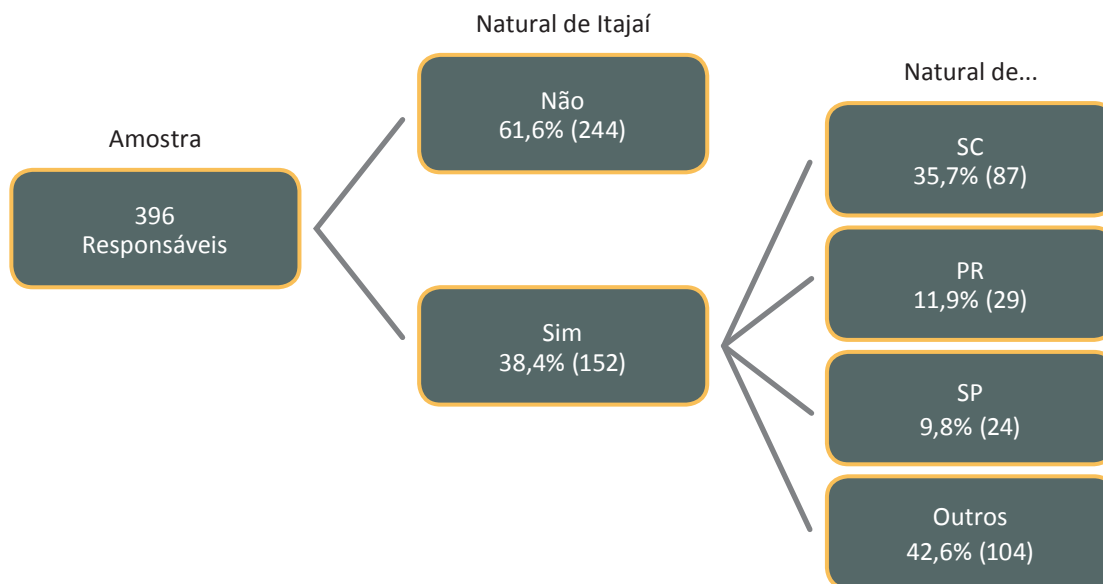 Amostra
396
Responsáveis
Natural de Itajaí
Não
61,6% (244)
Sim
38,4% (152)
Natural de...
SC
35,7% (87)
PR
11,9% (29)
SP
9,8% (24)
Outros
42,6% (104)